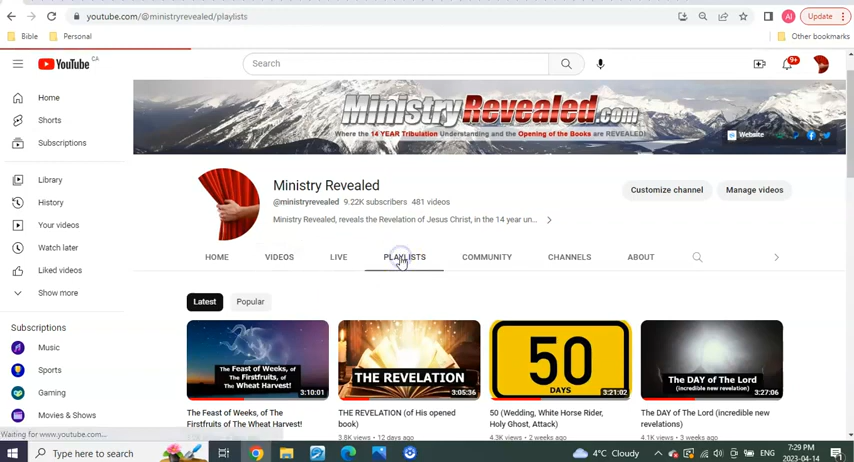 youtube.com/@ministryrevealed/playlists
AI
Update
Bible
Personal
Other bookmarks
YouTube CA
Search
9+
Home
Shorts
Subscriptions
Library
History
Your videos
Watch later
Liked videos
Show more
Subscriptions
Music
Sports
Gaming
Movies & Shows
MinistryRevealed.com
Where the 14 YEAR Tribulation Understanding and the Opening of the Books are REVEALED!
Website
Ministry Revealed
@ministryrevealed 9.22K subscribers 481 videos
Ministry Revealed, reveals the Revelation of Jesus Christ, in the 14 year un...
Customize channel
Manage videos
HOME VIDEOS LIVE PLAYLISTS COMMUNITY CHANNELS ABOUT
Latest Popular
The Feast of Weeks, of
The Firstfruits, of
The Wheat Harvest!
3:10:01
THE REVELATION
3:05:36
50
DAYS
3:21:02
The DAY of The Lord
(incredible new revelation)
3:27:06
The Feast of Weeks, of The
Firstfruits of The Wheat Harvest!
THE REVELATION (of His opened
book)
3.8K views • 12 days ago
50 (Wedding, White Horse Rider,
Holy Ghost, Attack)
4.3K views • 2 weeks ago
The DAY of The Lord (incredible new
revelation)
4.1K views • 3 weeks ago
Waiting for www.youtube.com...
Type here to search
4°C Cloudy
ENG
7:29 PM
2023-04-14